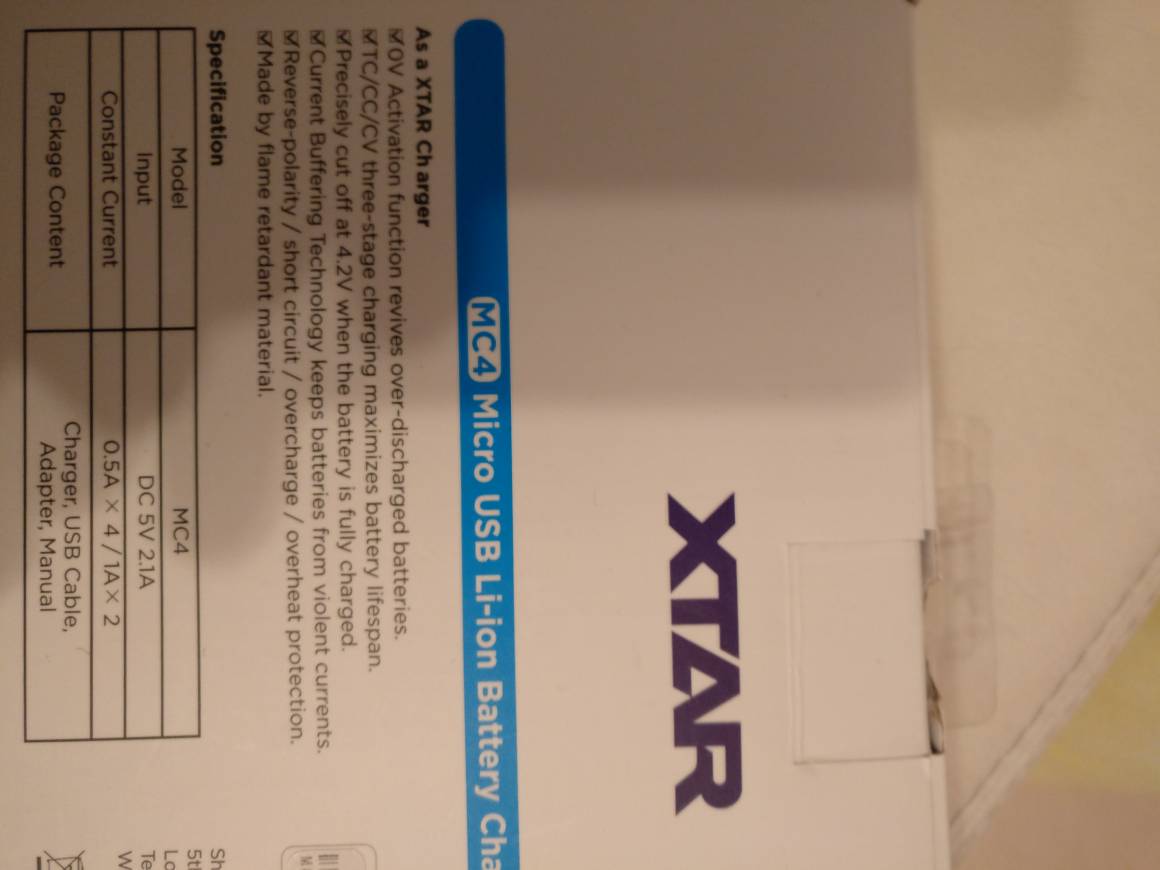 XTAR
MC4 Micro USB Li-ion Battery Cha
As a XTAR Charger
☑0V Activation function revives over-discharged batteries.
☑TC/CC/CV three-stage charging maximizes battery lifespan.
☑Precisely cut off at 4.2V when the battery is fully charged.
☑Current Buffering Technology keeps batteries from violent currents.
☑Reverse-polarity / short circuit / overcharge / overheat protection.
☑Made by flame retardant material.
Specification
Model MC4
Input DC 5V 2.1A
Constant Current 0.5A × 4 / 1A × 2
Package Content Charger, USB Cable,
Adapter, Manual
Sh
5th
Lo
Te
W